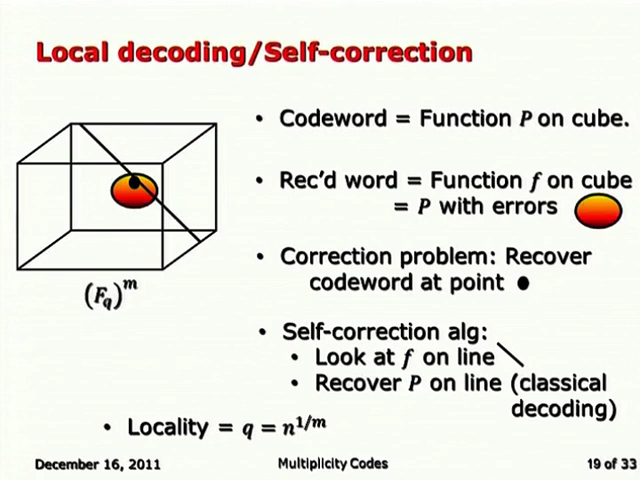 Local decoding/Self-correction
• Codeword = Function P on cube.
• Rec'd word = Function f on cube
= P with errors
• Correction problem: Recover
codeword at point
• Self-correction alg:
• Look at f on line
• Recover P on line (classical
decoding)
(F_q)^m
• Locality = q = n^{1/m}
December 16, 2011
Multiplicity Codes
19 of 33